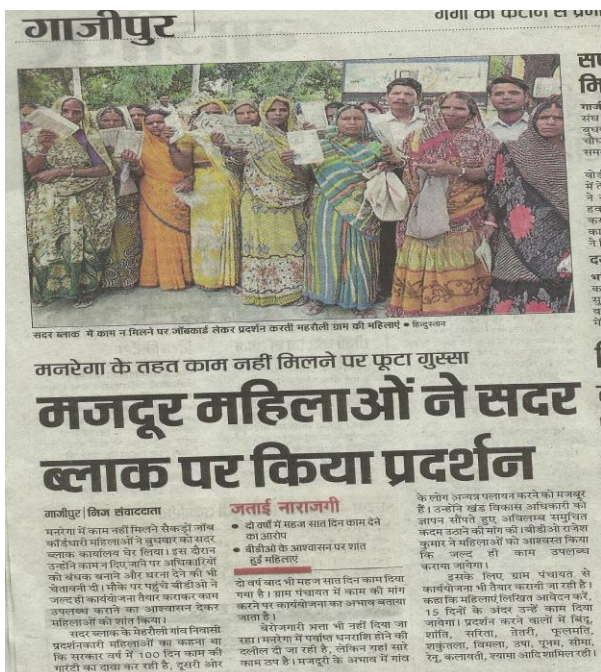 गाजीपुर
गंगा की कटान से
सदर ब्लाक में काम न मिलने पर जॉबकार्ड लेकर प्रदर्शन करती महरौली ग्राम की महिलाएं • हिन्दुस्तान
मनरेगा के तहत काम नहीं मिलने पर फूटा गुस्सा
मजदूर महिलाओं ने सदर
ब्लाक पर किया प्रदर्शन
गाजीपुर | निज संवाददाता
मनरेगा में काम नहीं मिलने सैकड़ों जॉब
कार्डधारी महिलाओं ने बुधवार को सदर
ब्लाक कार्यालय घेर लिया। इस दौरान
उन्होंने काम न दिए जाने पर अधिकारियों
को बंधक बनाने और धरना देने की भी
चेतावनी दी। मौके पर पहुंचे बीडीओ ने
जल्द ही कार्ययोजना तैयार कराकर काम
उपलब्ध कराने का आश्वासन देकर
महिलाओं को शांत किया।
सदर ब्लाक के मेहरौली गांव निवासी
प्रदर्शनकारी महिलाओं का कहना था
कि सरकार वर्ष में 100 दिन काम की
गारंटी का दावा कर रही है, दूसरी ओर
जताई नाराजगी
• दो वर्षों में महज सात दिन काम देने
का आरोप
• बीडीओ के आश्वासन पर शांत
हुई महिलाएं
दो वर्ष बाद भी महज सात दिन काम दिया
गया है। ग्राम पंचायत में काम की मांग
करने पर कार्ययोजना का अभाव बताया
जाता है।
बेरोजगारी भत्ता भी नहीं दिया जा
रहा। मनरेगा में पर्याप्त धनराशि होने की
दलील दी जा रही है, लेकिन यहां सारे
काम ठप है। मजदूरी के अभाव में गांव
के लोग अन्यत्र पलायन करने को मजबूर
हैं। उन्होंने खंड विकास अधिकारी को
ज्ञापन सौंपते हुए अविलम्ब समुचित
कदम उठाने की मांग की। बीडीओ राजेश
कुमार ने महिलाओं को आश्वस्त किया
कि जल्द ही काम उपलब्ध
कराया जायेगा।
इसके लिए ग्राम पंचायत से
कार्ययोजना भी तैयार करायी जा रही है।
कहा कि महिलाएं लिखित आवेदन करें,
15 दिनों के अंदर उन्हें काम दिया
जायेगा। प्रदर्शन करने वालों में बिंदू,
शांति, सरिता, तेतरी, फूलमति,
शकुंतला, विमला, उषा, पूनम, सीमा,
रेनू, कलावती, श्यामा आदि शामिल रहीं।